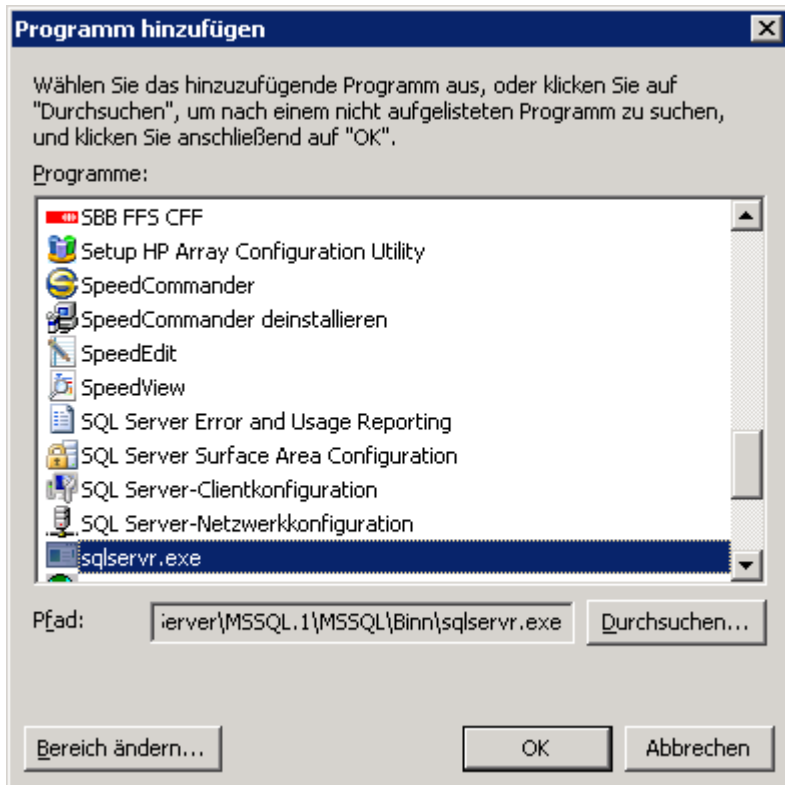 Programm hinzufügen
Wählen Sie das hinzuzufügende Programm aus, oder klicken Sie auf
"Durchsuchen", um nach einem nicht aufgelisteten Programm zu suchen,
und klicken Sie anschließend auf "OK".
Programme:
SBB FFS CFF
Setup HP Array Configuration Utility
SpeedCommander
SpeedCommander deinstallieren
SpeedEdit
SpeedView
SQL Server Error and Usage Reporting
SQL Server Surface Area Configuration
SQL Server-Clientkonfiguration
SQL Server-Netzwerkkonfiguration
sqlservr.exe
Pfad: erver\MSSQL.1\MSSQL\Binn\sqlservr.exe Durchsuchen...
Bereich ändern... OK Abbrechen